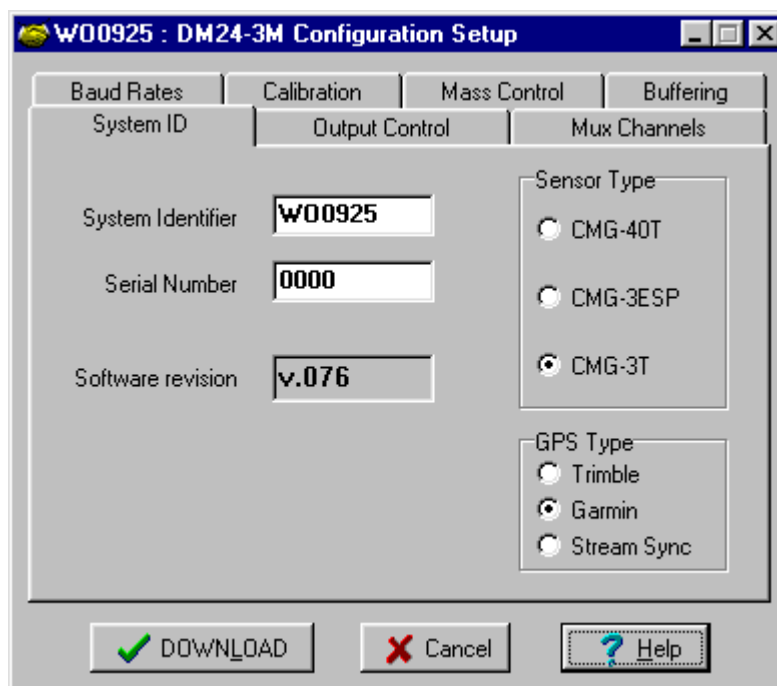 WO0925 : DM24-3M Configuration Setup
Baud Rates
Calibration
Mass Control
Buffering
System ID
Output Control
Mux Channels
System Identifier
WO0925
Serial Number
0000
Software revision
v.076
Sensor Type
CMG-40T
CMG-3ESP
CMG-3T
GPS Type
Trimble
Garmin
Stream Sync
DOWNLOAD
Cancel
? Help